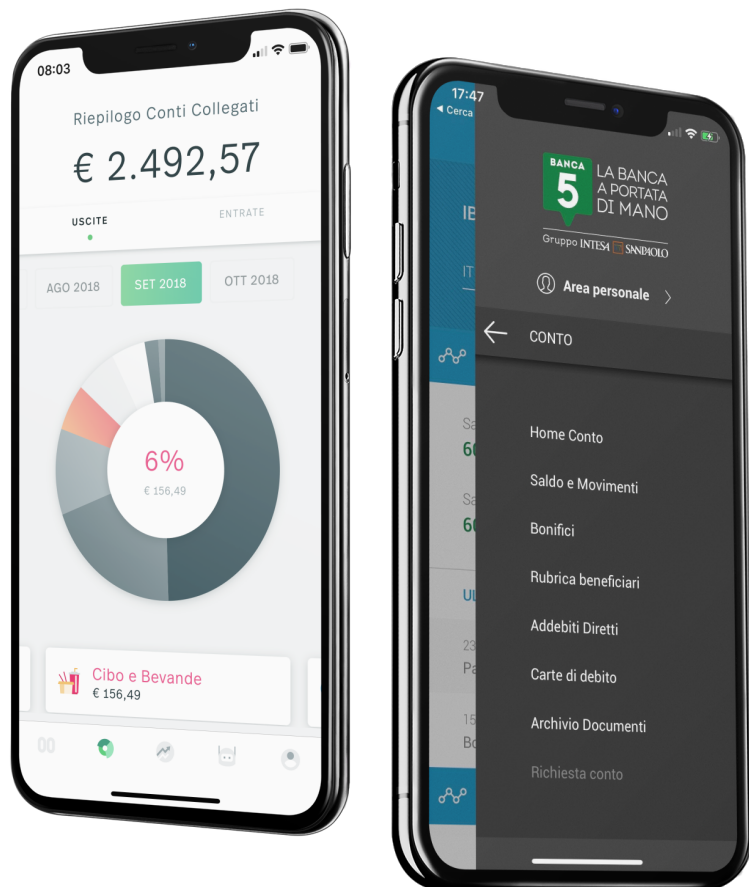 08:03
Riepilogo Conti Collegati
€ 2.492,57
USCITE
ENTRATE
AGO 2018
SET 2018
OTT 2018
6%
€ 156,49
Cibo e Bevande
€ 156,49
17:47
Cerca
BANCA
5
LA BANCA
A PORTATA
DI MANO
Gruppo INTESA SANPAOLO
Area personale
CONTO
Home Conto
Saldo e Movimenti
Bonifici
Rubrica beneficiari
Addebiti Diretti
Carte di debito
Archivio Documenti
Richiesta conto